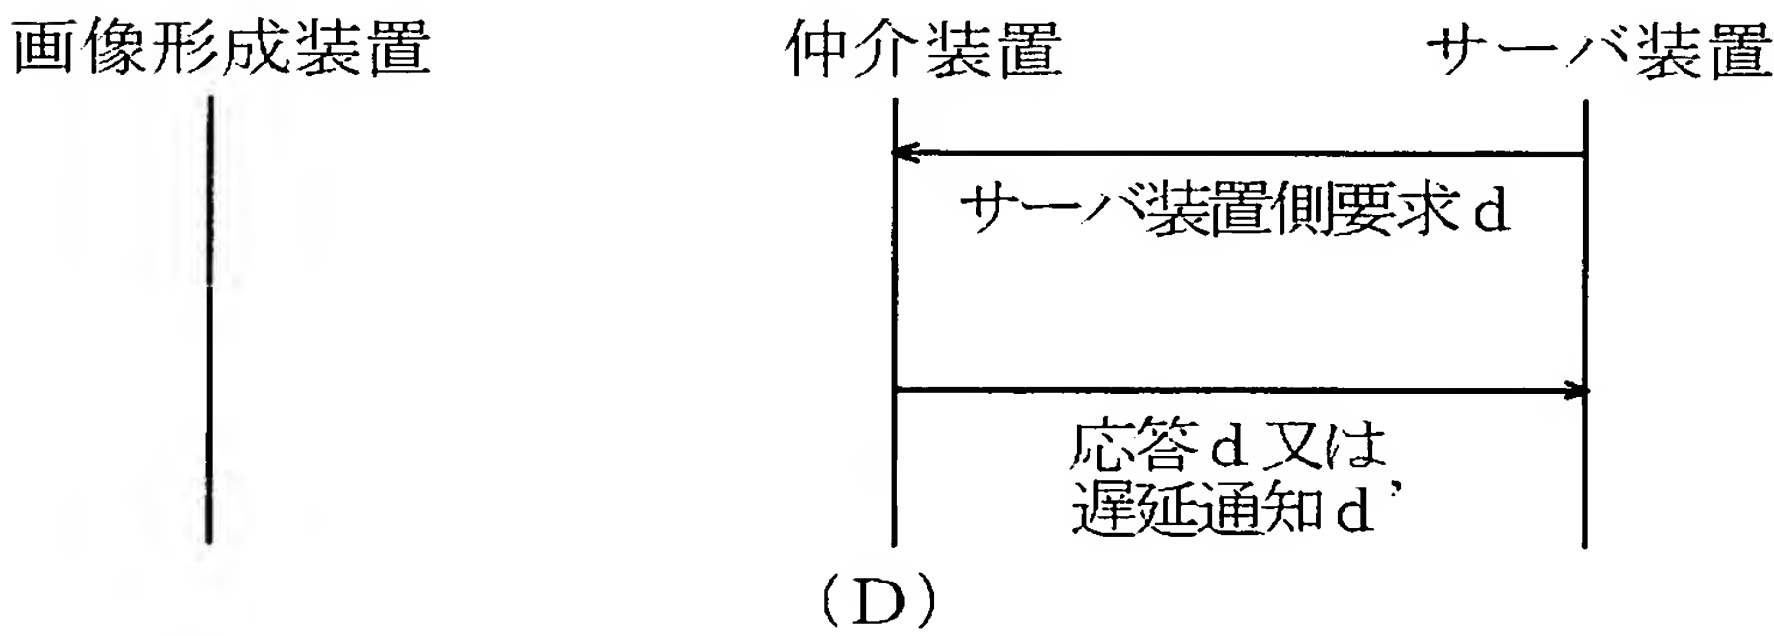 画像形成装置
仲介装置
サーバ装置
サーバ装置側要求d
応答d又は
遅延通知d’
(D)